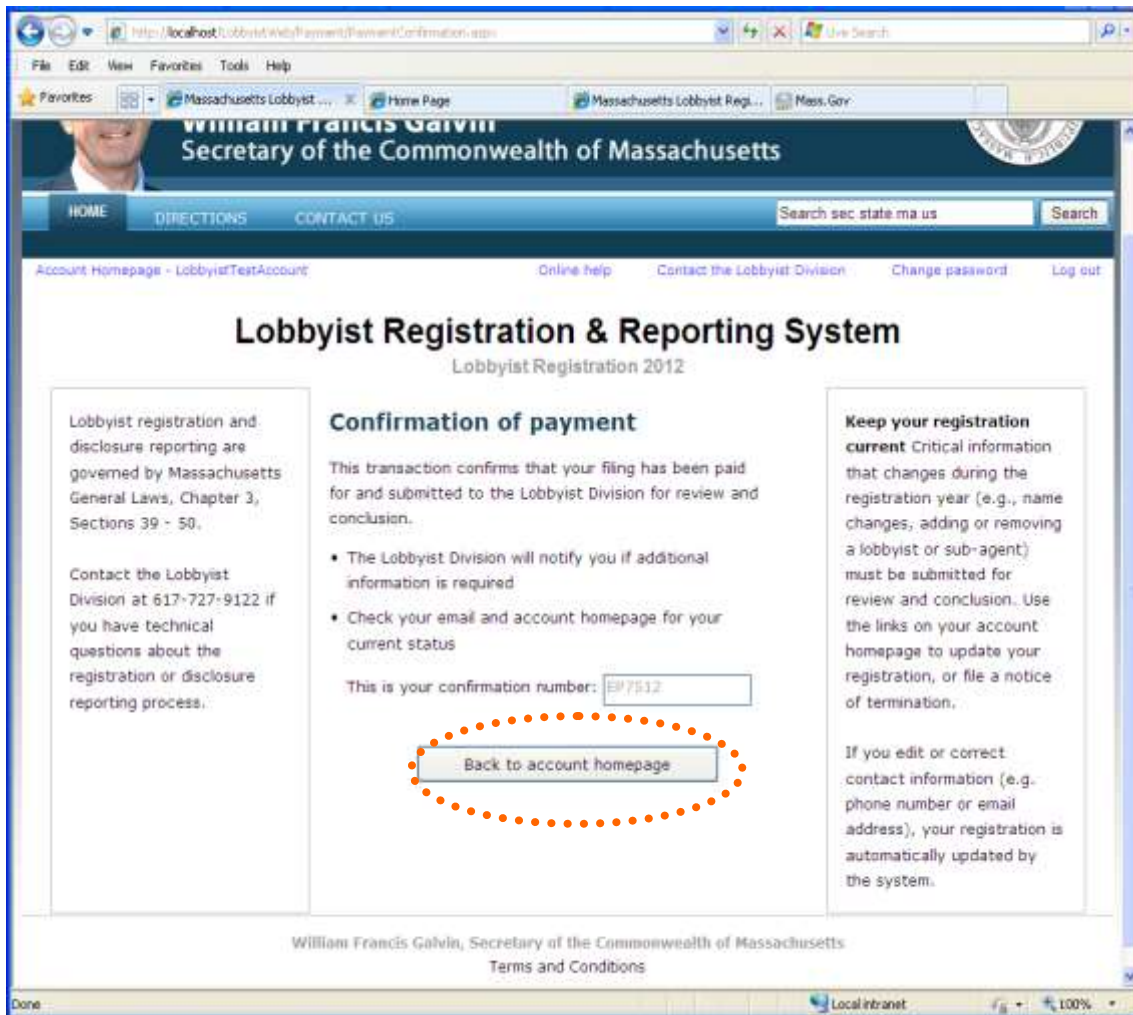 http://localhost/LobbyistWeb/Payment/PaymentConfirmation.aspx
Live Search
File Edit View Favorites Tools Help
Favorites
Massachusetts Lobbyist ...
Home Page
Massachusetts Lobbyist Regi...
Mass.Gov
William Francis Galvin
Secretary of the Commonwealth of Massachusetts
HOME DIRECTIONS CONTACT US
Search sec state ma us
Search
Account Homepage - LobbyistTestAccount
Online help
Contact the Lobbyist Division
Change password
Log out
Lobbyist Registration & Reporting System
Lobbyist Registration 2012
Lobbyist registration and
disclosure reporting are
governed by Massachusetts
General Laws, Chapter 3,
Sections 39 - 50.
Contact the Lobbyist
Division at 617-727-9122 if
you have technical
questions about the
registration or disclosure
reporting process.
Confirmation of payment
This transaction confirms that your filing has been paid
for and submitted to the Lobbyist Division for review and
conclusion.
• The Lobbyist Division will notify you if additional
information is required
• Check your email and account homepage for your
current status
This is your confirmation number: EP7512
Back to account homepage
Keep your registration
current Critical information
that changes during the
registration year (e.g., name
changes, adding or removing
a lobbyist or sub-agent)
must be submitted for
review and conclusion. Use
the links on your account
homepage to update your
registration, or file a notice
of termination.
If you edit or correct
contact information (e.g.
phone number or email
address), your registration is
automatically updated by
the system.
William Francis Galvin, Secretary of the Commonwealth of Massachusetts
Terms and Conditions
Done
Local intranet
100%